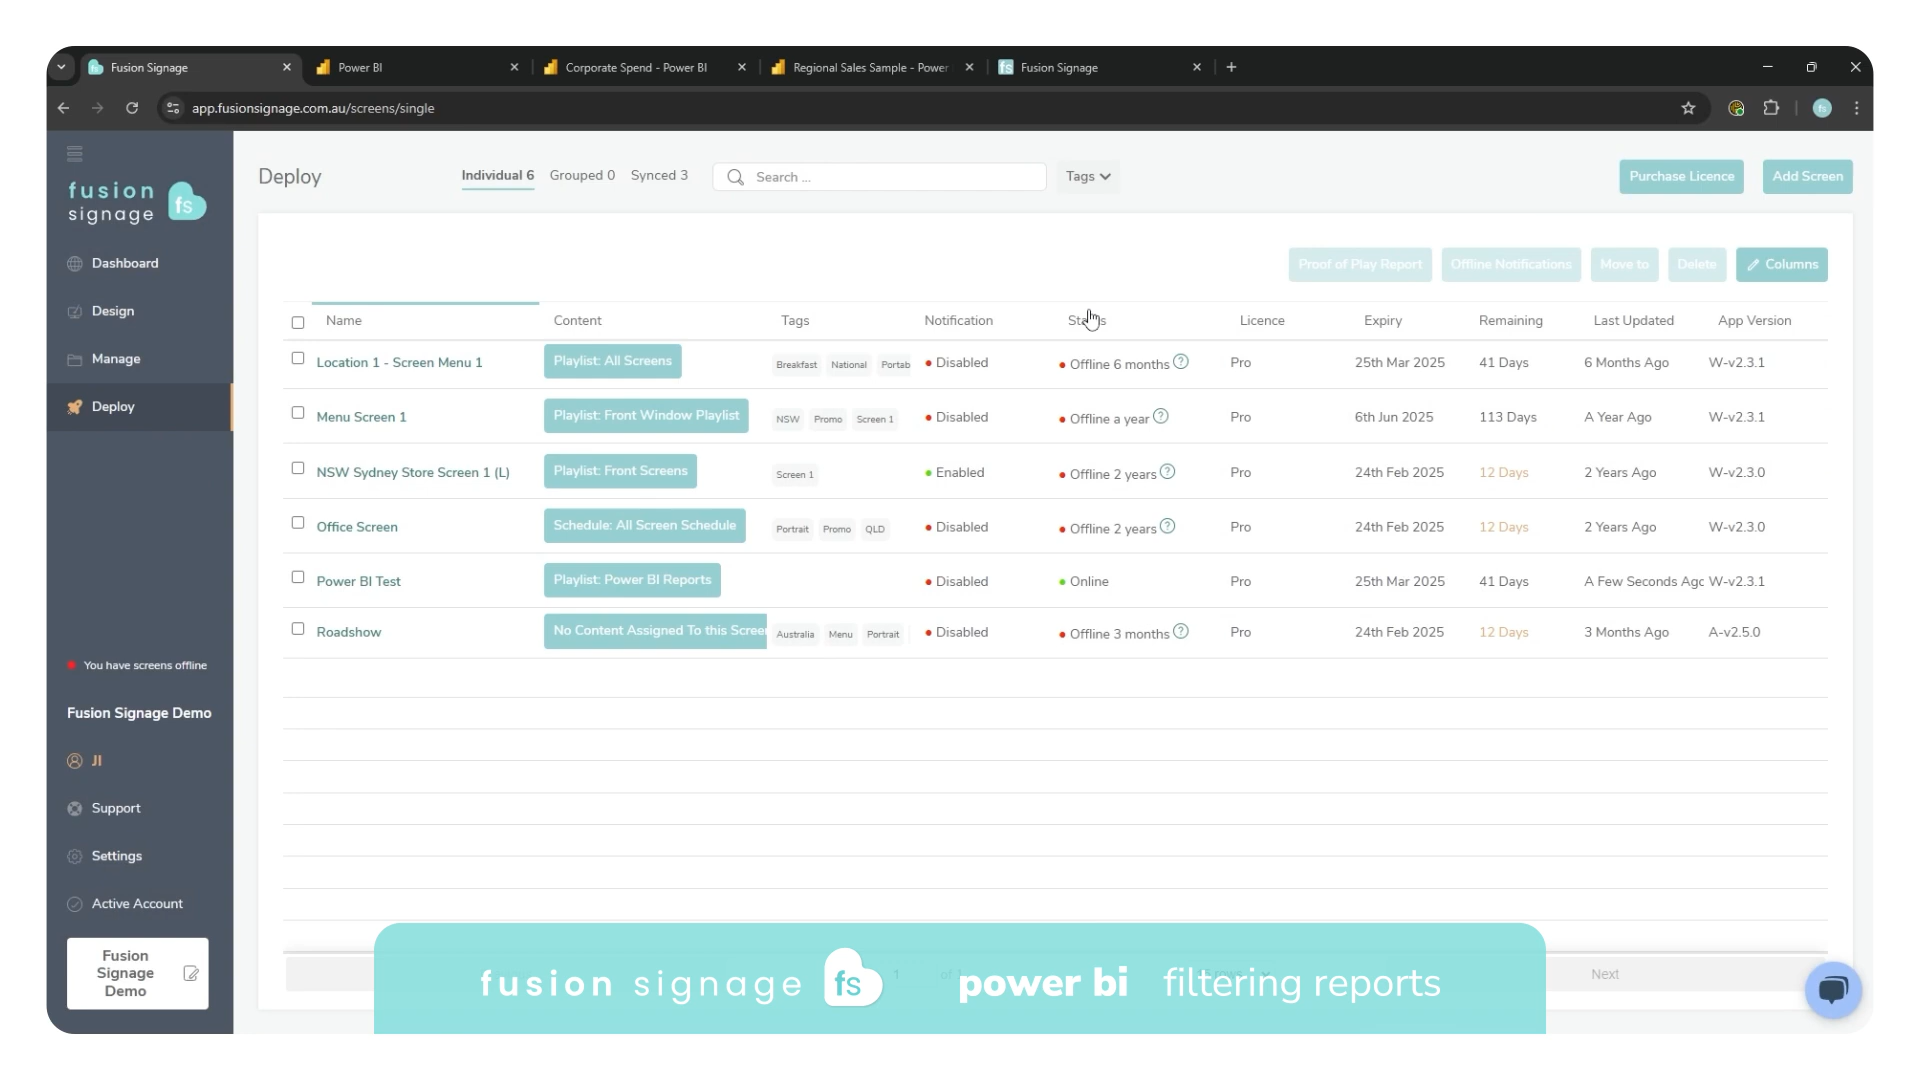 Fusion Signage
Power BI
Corporate Spend - Power BI
Regional Sales Sample - Power
fs
Fusion Signage
app.fusionsignage.com.au/screens/single
fusion
signage
fs
Deploy
Individual 6
Grouped 0
Synced 3
Search ...
Tags
Purchase Licence
Add Screen
Dashboard
Design
Manage
Deploy
Proof of Play Report
Offline Notifications
Move to
Delete
Columns
Name Content Tags Notification Status Licence Expiry Remaining Last Updated App Version
Location 1 - Screen Menu 1 Playlist: All Screens Breakfast National Portab Disabled Offline 6 months ? Pro 25th Mar 2025 41 Days 6 Months Ago W-v2.3.1
Menu Screen 1 Playlist: Front Window Playlist NSW Promo Screen 1 Disabled Offline a year ? Pro 6th Jun 2025 113 Days A Year Ago W-v2.3.1
NSW Sydney Store Screen 1 (L) Playlist: Front Screens Screen 1 Enabled Offline 2 years ? Pro 24th Feb 2025 12 Days 2 Years Ago W-v2.3.0
Office Screen Schedule: All Screen Schedule Portrait Promo QLD Disabled Offline 2 years ? Pro 24th Feb 2025 12 Days 2 Years Ago W-v2.3.0
Power BI Test Playlist: Power BI Reports Disabled Online Pro 25th Mar 2025 41 Days A Few Seconds Agc W-v2.3.1
Roadshow No Content Assigned To this Screen Australia Menu Portrait Disabled Offline 3 months ? Pro 24th Feb 2025 12 Days 3 Months Ago A-v2.5.0
You have screens offline
Fusion Signage Demo
JI
Support
Settings
Active Account
Fusion
Signage
Demo
1
Next
fusion signage fs power bi filtering reports